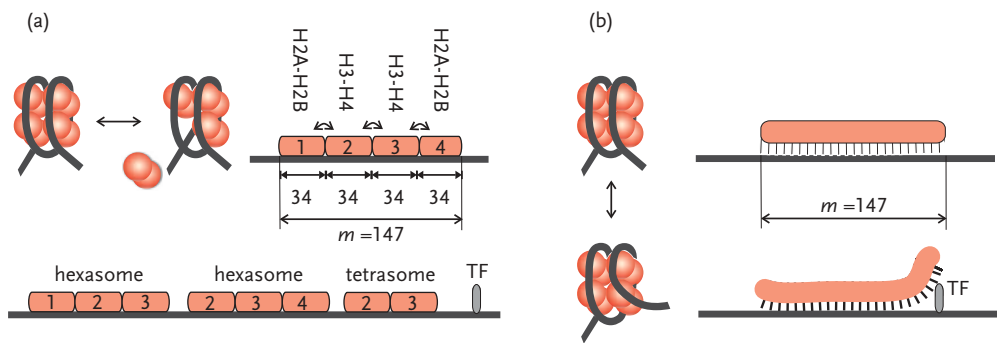 (a)
H2A-H2B
H3-H4
H3-H4
H2A-H2B
1 2 3 4
34 34 34 34
m =147
hexasome hexasome tetrasome TF
1 2 3 2 3 4 2 3
(b)
m =147
TF